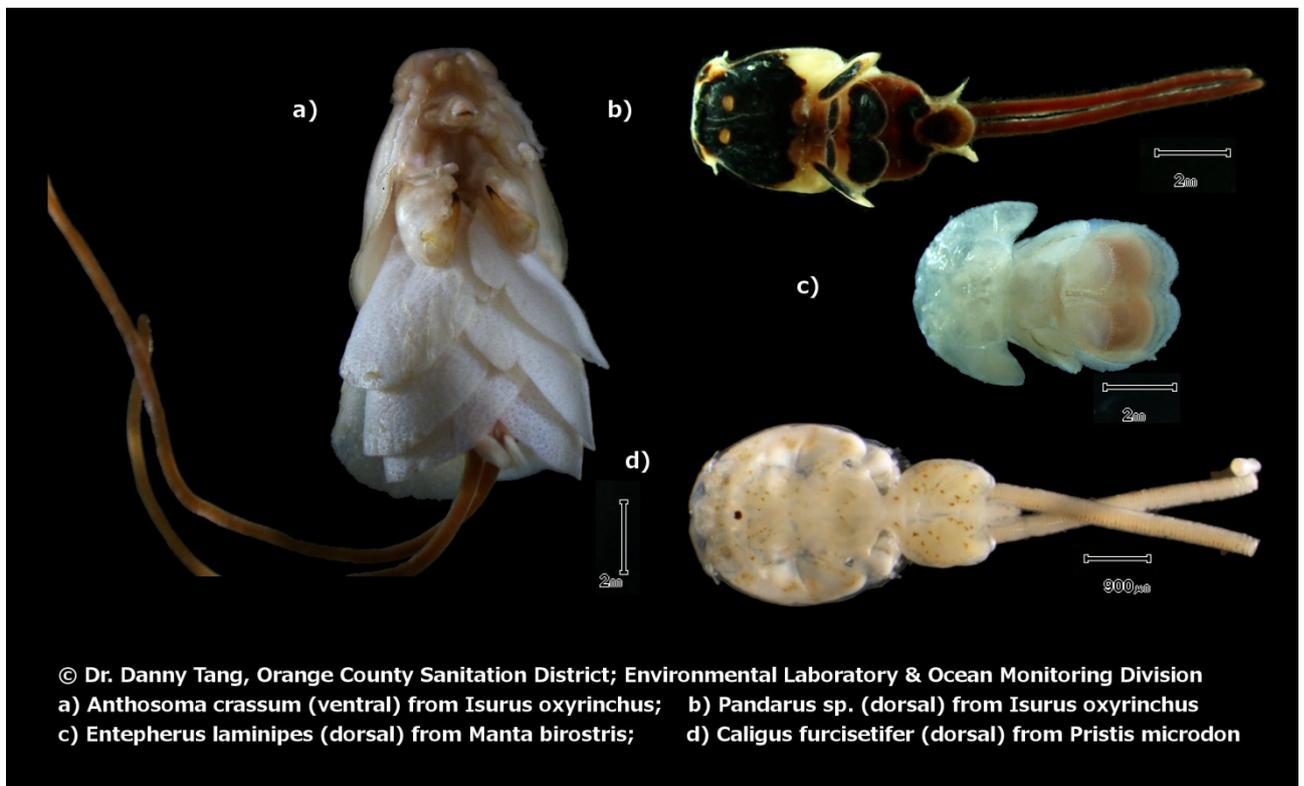 a)
b)
2㎜
c)
2㎜
d)
2㎜
900㎛
© Dr. Danny Tang, Orange County Sanitation District; Environmental Laboratory & Ocean Monitoring Division
a) Anthosoma crassum (ventral) from Isurus oxyrinchus; b) Pandarus sp. (dorsal) from Isurus oxyrinchus
c) Entepherus laminipes (dorsal) from Manta birostris; d) Caligus furcisetifer (dorsal) from Pristis microdon